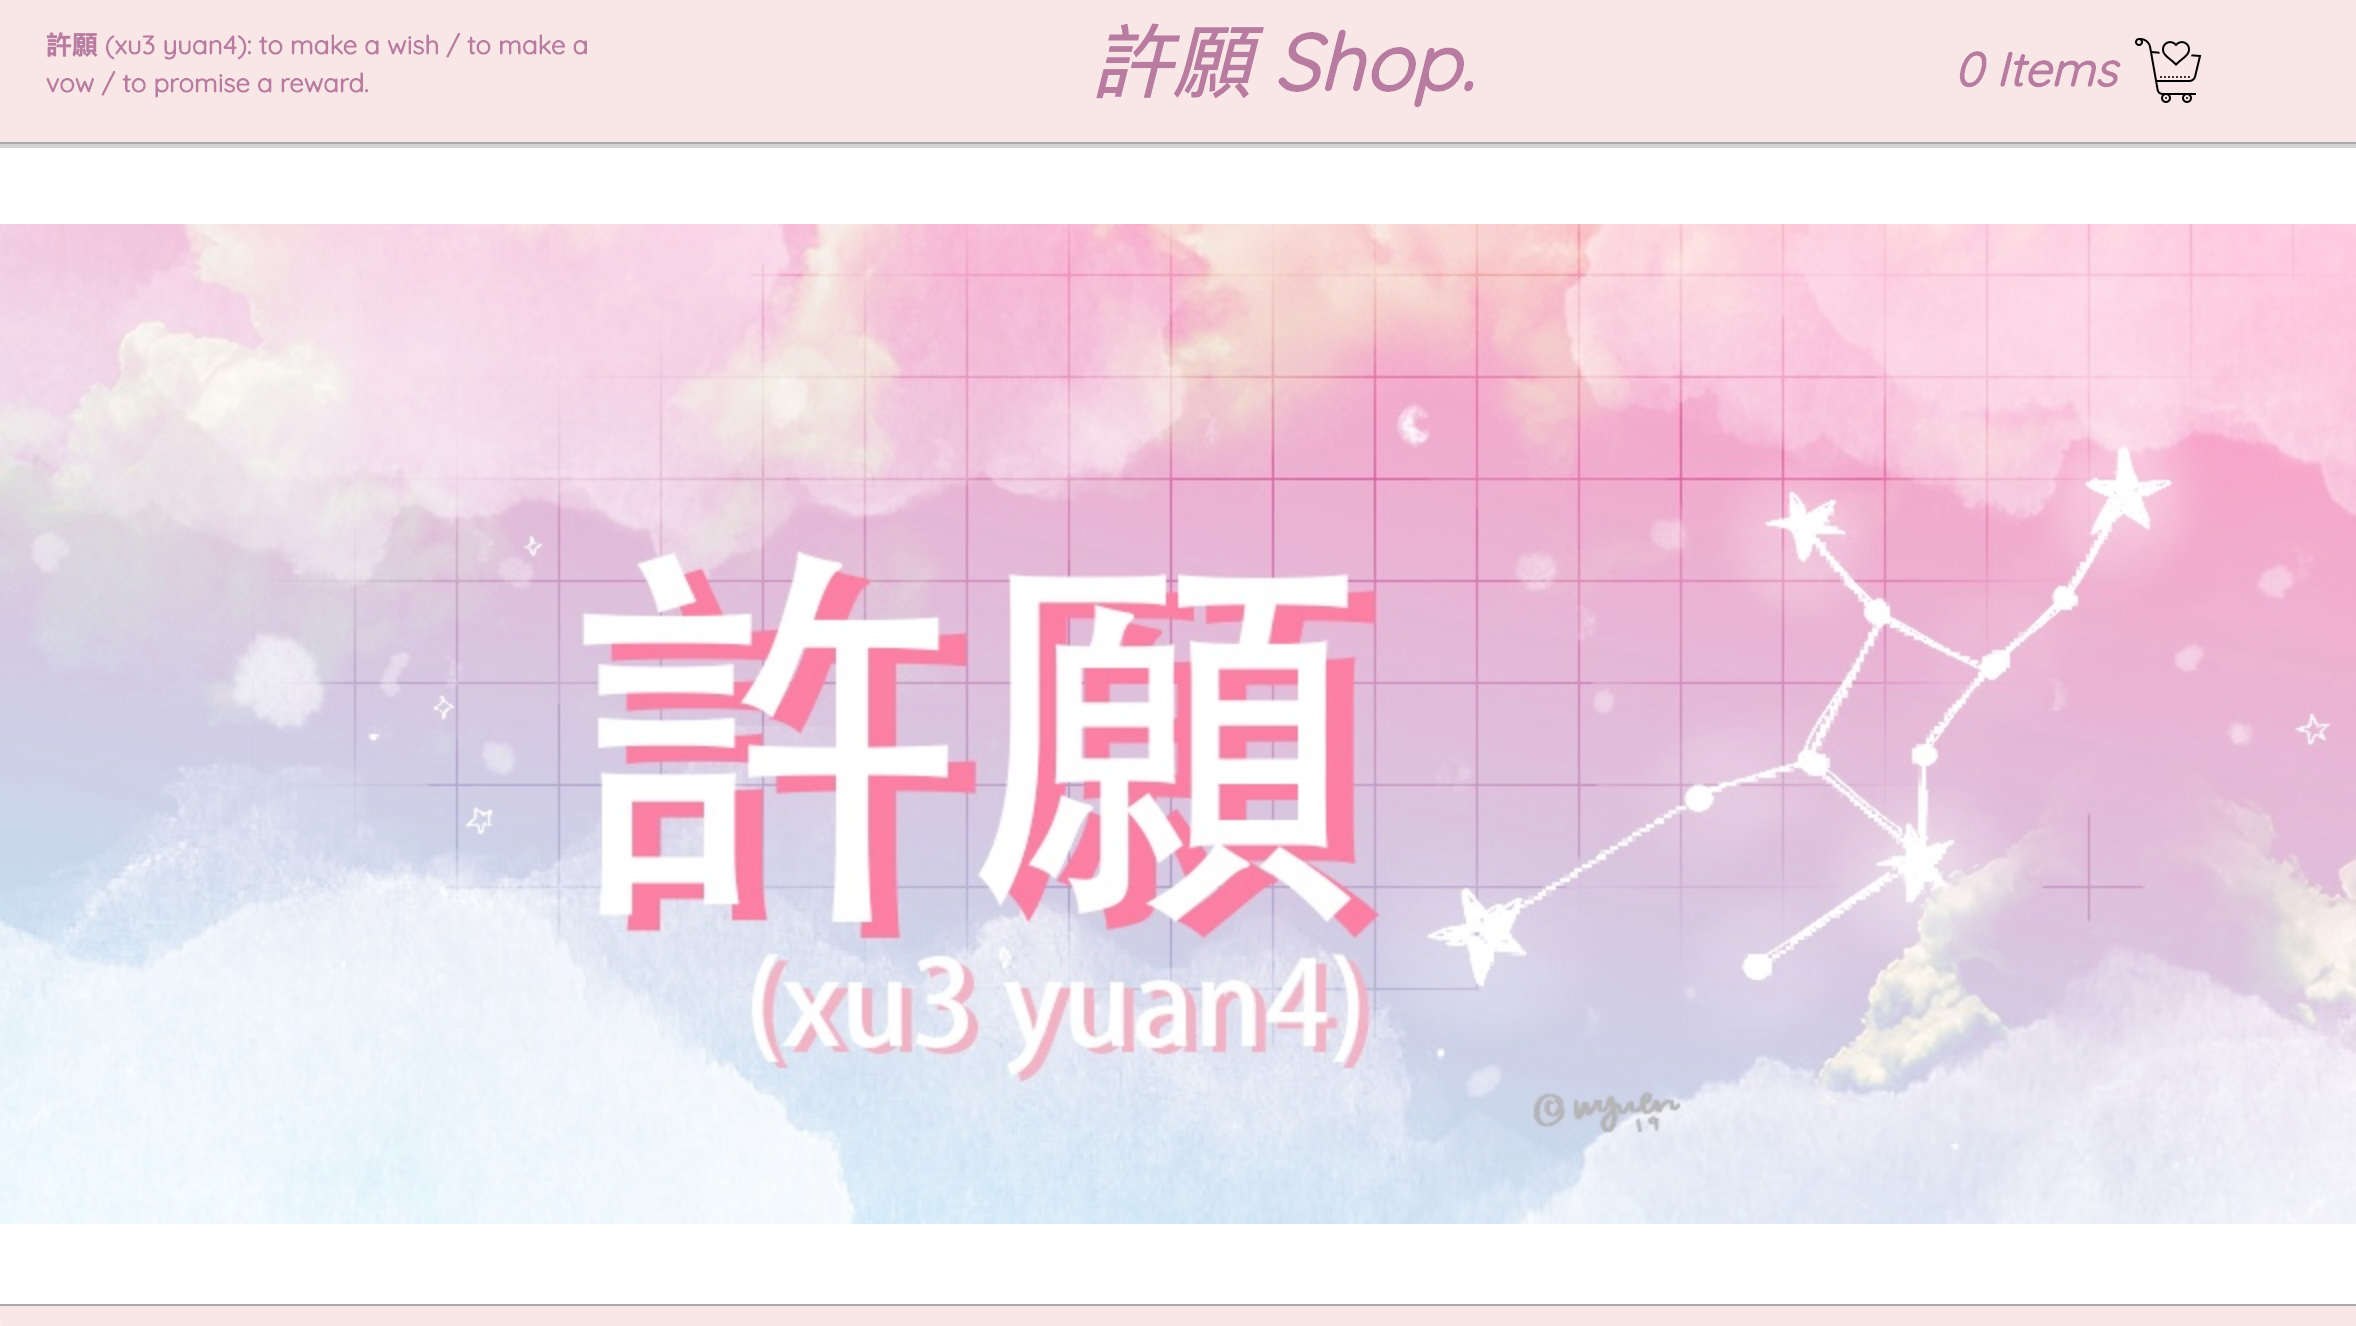 許願 (xu3 yuan4): to make a wish / to make a
vow / to promise a reward.
許願 Shop.
0 Items
許願
(xu3 yuan4)
© wyuen
19